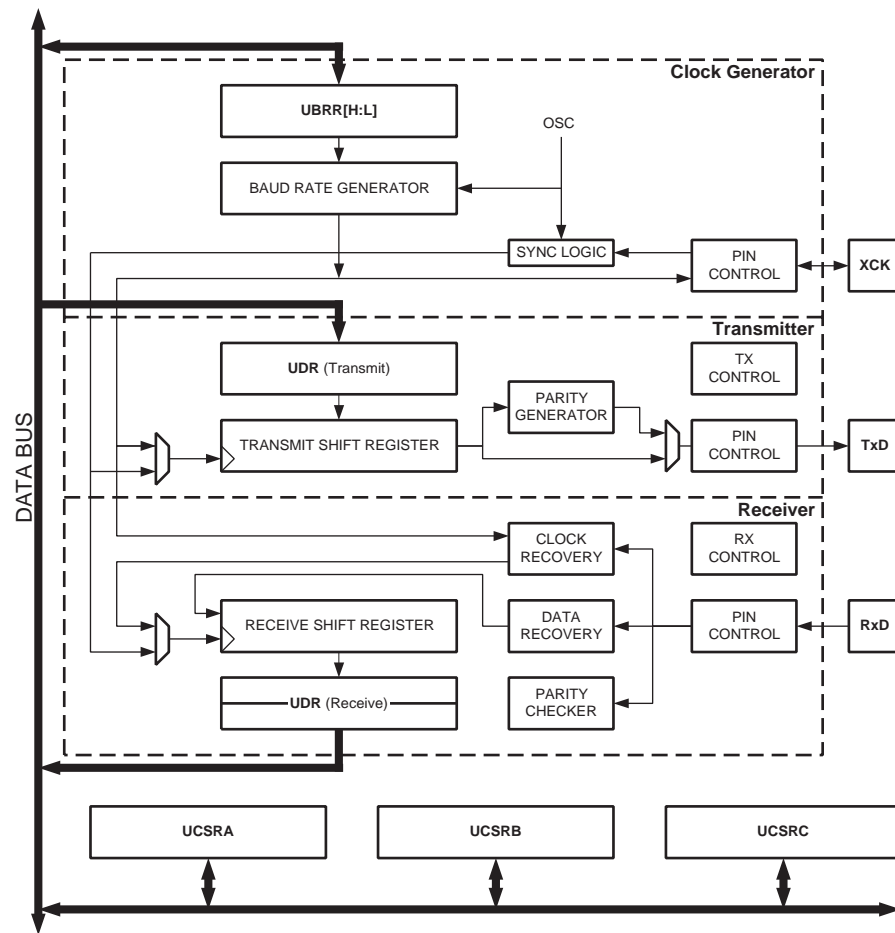 Clock Generator
UBRR[H:L]
OSC
BAUD RATE GENERATOR
SYNC LOGIC
PIN
CONTROL
XCK
Transmitter
UDR (Transmit)
TX
CONTROL
PARITY
GENERATOR
TRANSMIT SHIFT REGISTER
PIN
CONTROL
TxD
DATA BUS
Receiver
CLOCK
RECOVERY
RX
CONTROL
RECEIVE SHIFT REGISTER
DATA
RECOVERY
PIN
CONTROL
RxD
UDR (Receive)
PARITY
CHECKER
UCSRA
UCSRB
UCSRC